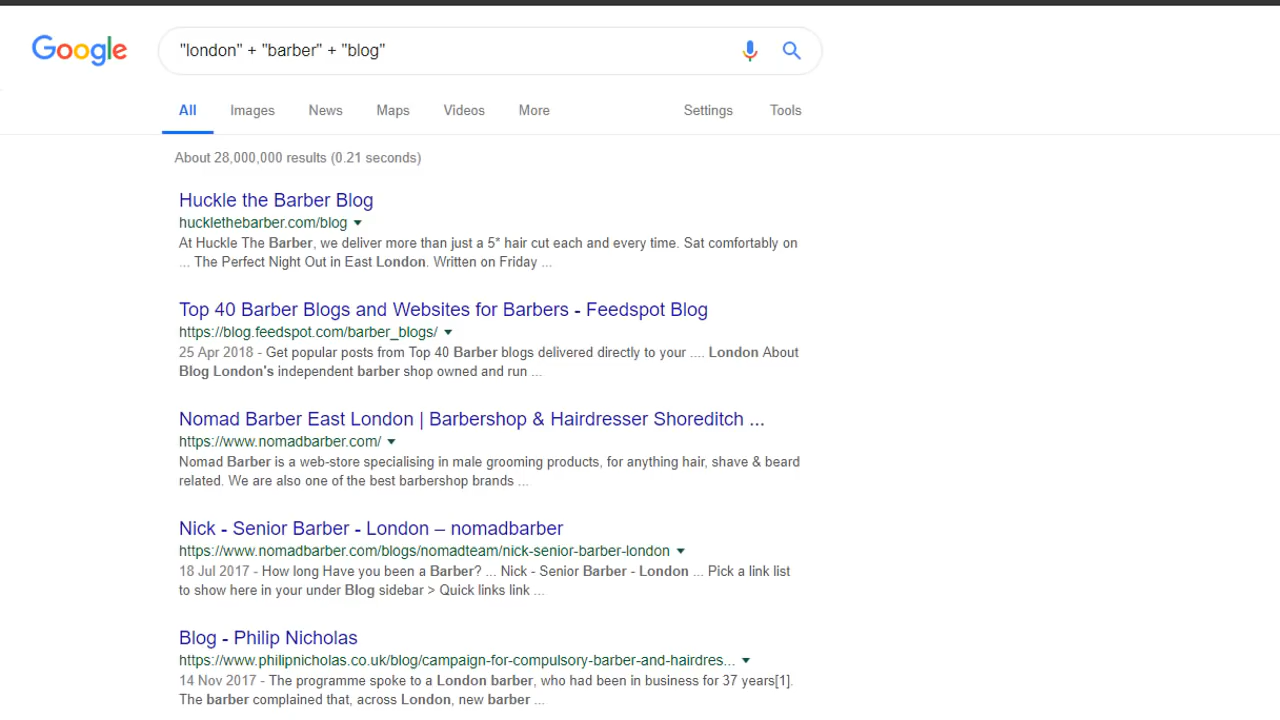 Google
"london" + "barber" + "blog"
All Images News Maps Videos More Settings Tools
About 28,000,000 results (0.21 seconds)
Huckle the Barber Blog
hucklethebarber.com/blog
At Huckle The Barber, we deliver more than just a 5* hair cut each and every time. Sat comfortably on
... The Perfect Night Out in East London. Written on Friday ...
Top 40 Barber Blogs and Websites for Barbers - Feedspot Blog
https://blog.feedspot.com/barber_blogs/
25 Apr 2018 - Get popular posts from Top 40 Barber blogs delivered directly to your .... London About
Blog London's independent barber shop owned and run ...
Nomad Barber East London | Barbershop & Hairdresser Shoreditch ...
https://www.nomadbarber.com/
Nomad Barber is a web-store specialising in male grooming products, for anything hair, shave & beard
related. We are also one of the best barbershop brands ...
Nick - Senior Barber - London – nomadbarber
https://www.nomadbarber.com/blogs/nomadteam/nick-senior-barber-london
18 Jul 2017 - How long Have you been a Barber? ... Nick - Senior Barber - London ... Pick a link list
to show here in your under Blog sidebar > Quick links link ...
Blog - Philip Nicholas
https://www.philipnicholas.co.uk/blog/campaign-for-compulsory-barber-and-hairdres...
14 Nov 2017 - The programme spoke to a London barber, who had been in business for 37 years[1].
The barber complained that, across London, new barber ...